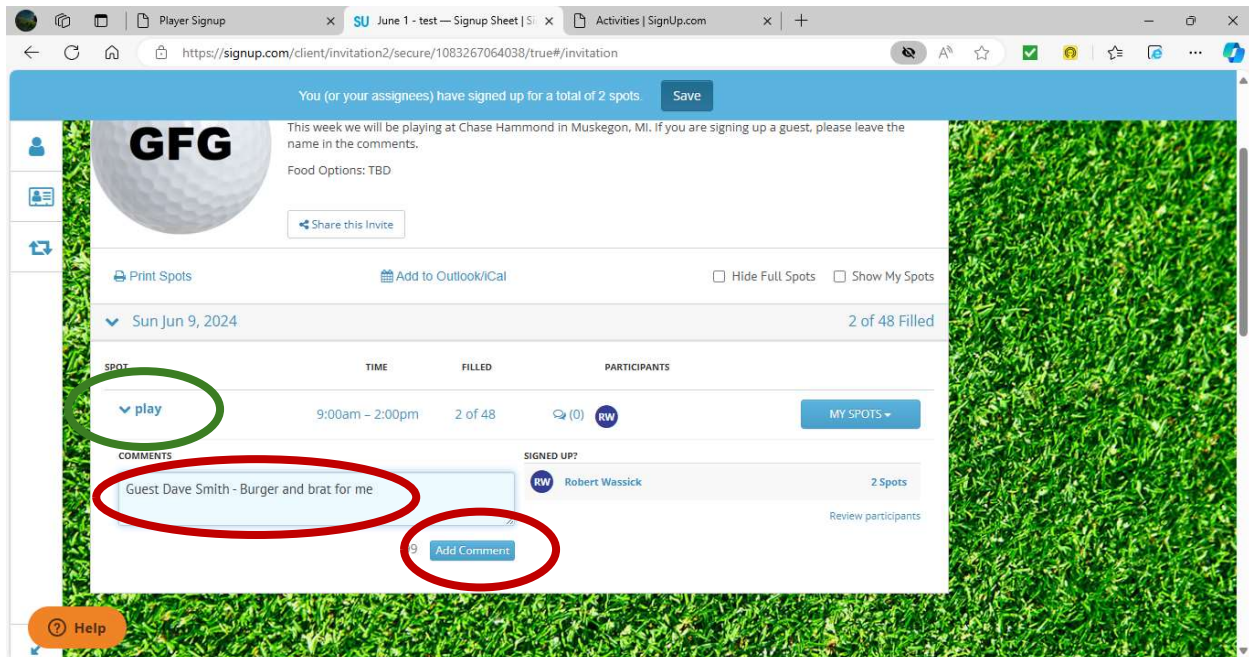 Player Signup
SU June 1 - test — Signup Sheet | Si
Activities | SignUp.com
https://signup.com/client/invitation2/secure/1083267064038/true#/invitation
You (or your assignees) have signed up for a total of 2 spots. Save
GFG
This week we will be playing at Chase Hammond in Muskegon, MI. If you are signing up a guest, please leave the
name in the comments.
Food Options: TBD
Share this Invite
Print Spots Add to Outlook/iCal Hide Full Spots Show My Spots
Sun Jun 9, 2024 2 of 48 Filled
SPOT TIME FILLED PARTICIPANTS
play 9:00am – 2:00pm 2 of 48 (0) RW MY SPOTS
COMMENTS SIGNED UP?
Guest Dave Smith - Burger and brat for me RW Robert Wassick 2 Spots
Review participants
Add Comment
Help